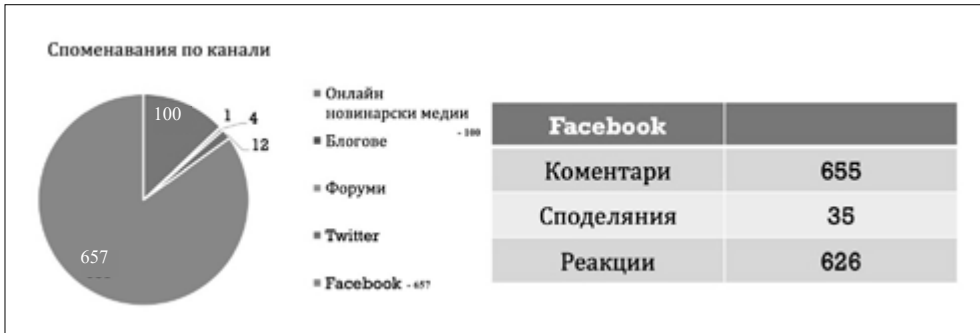 Споменавания по канали
100
1
4
12
657
Онлайн
новинарски медии
- 100
Блогове
Форуми
Twitter
Facebook - 657
Facebook
Коментари 655
Споделяния 35
Реакции 626